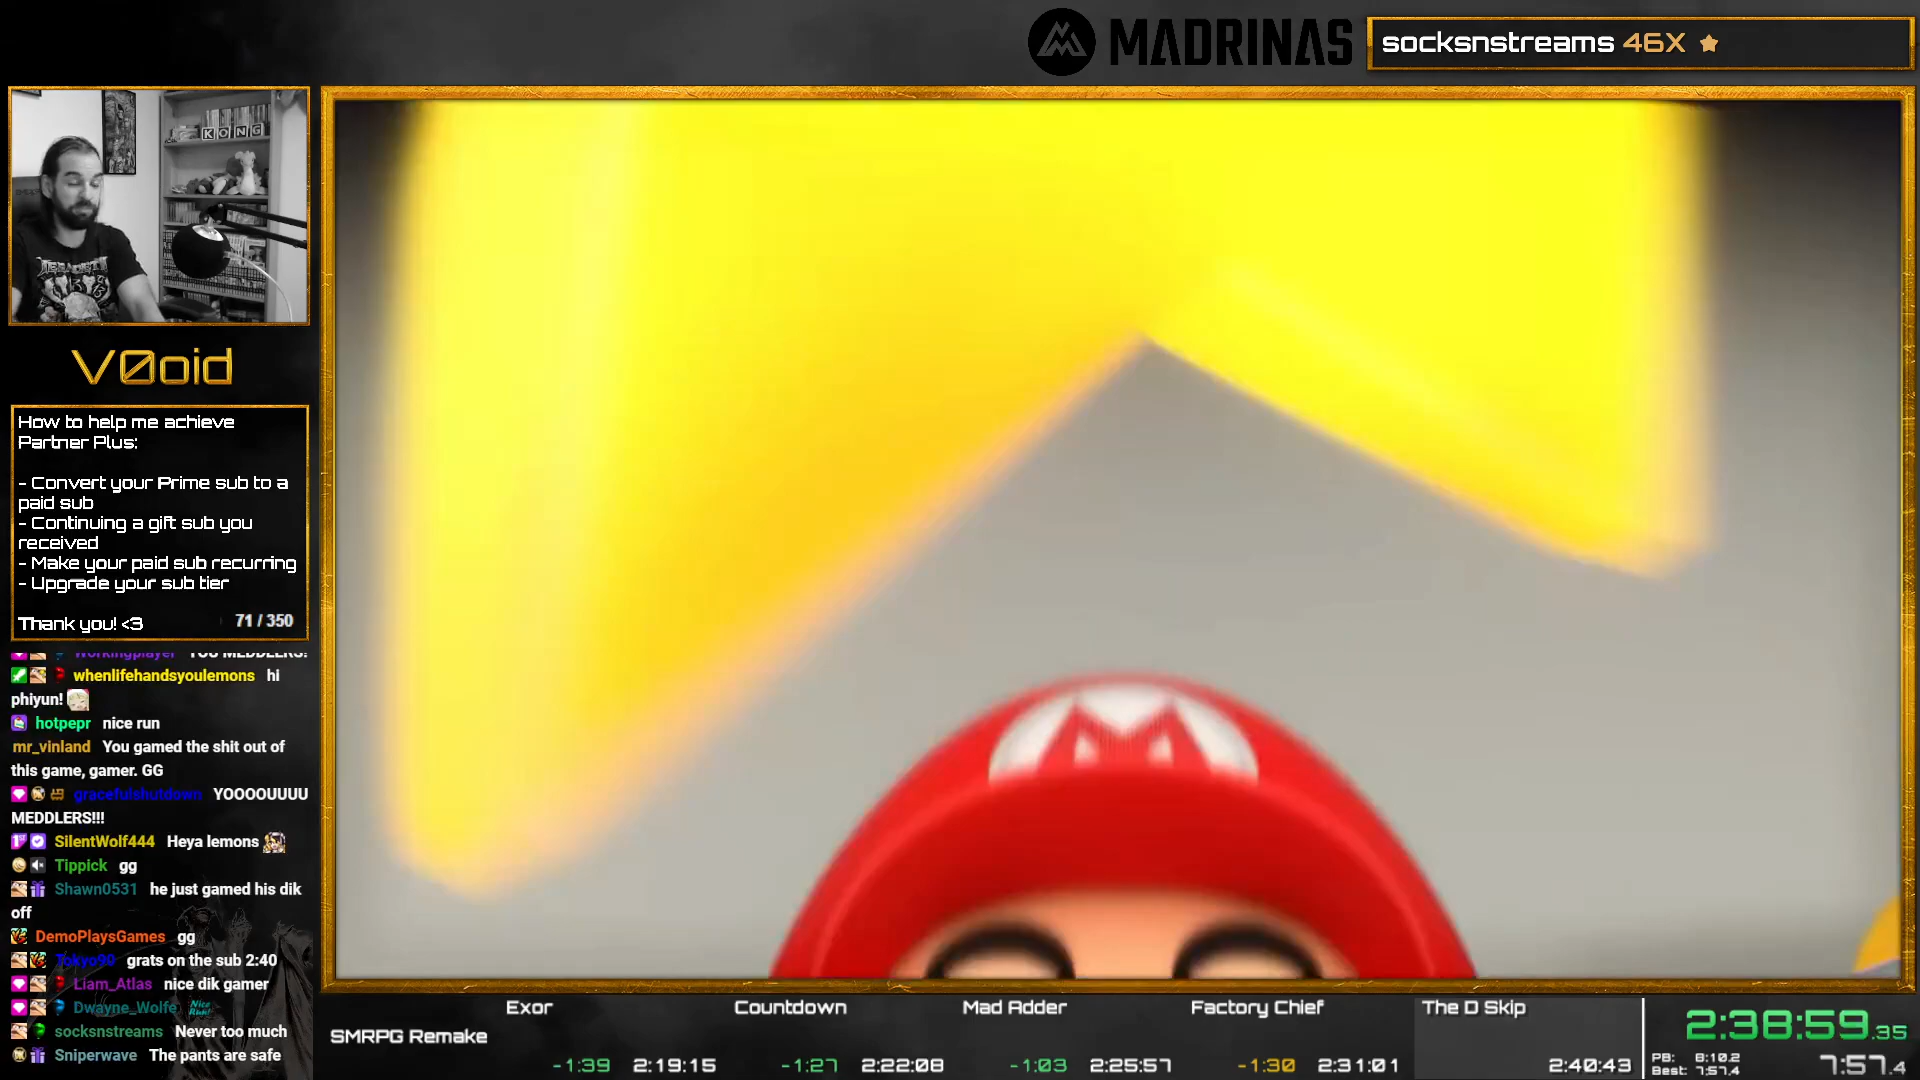 MADRINAS
socksnstreams 46X
KONG
MEGADETH
V0oid
How to help me achieve
Partner Plus:
- Convert your Prime sub to a
paid sub
- Continuing a gift sub you
received
- Make your paid sub recurring
- Upgrade your sub tier
Thank you! <3 71 / 350
Workingplayer YOU MEDDLERS!
whenlifehandsyoulemons hi
phiyun!
hotpepr nice run
mr_vinland You gamed the shit out of
this game, gamer. GG
gracefulshutdown YOOOOUUUU
MEDDLERS!!!
SilentWolf444 Heya lemons
Tippick gg
Shawn0531 he just gamed his dik
off
DemoPlaysGames gg
Tokyo90 grats on the sub 2:40
Liam_Atlas nice dik gamer
Dwayne_Wolfe Nice Run!
socksnstreams Never too much
Sniperwave The pants are safe
M
SMRPG Remake
Exor
-1:39 2:19:15
Countdown
-1:27 2:22:08
Mad Adder
-1:03 2:25:57
Factory Chief
-1:30 2:31:01
The D Skip
2:40:43
2:38:59.35
PB: 8:10.2
Best: 7:57.4
7:57.4